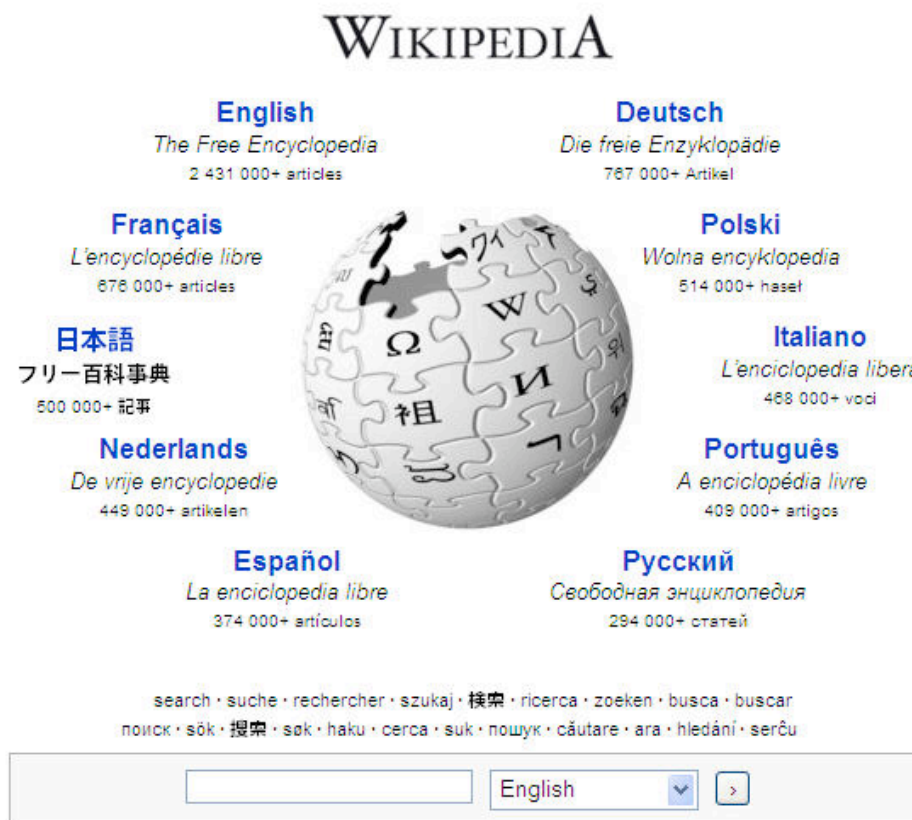 WIKIPEDIA
English
The Free Encyclopedia
2 431 000+ articles
Deutsch
Die freie Enzyklopädie
767 000+ Artikel
Français
L'encyclopédie libre
676 000+ articles
Polski
Wolna encyklopedia
514 000+ haseł
日本語
フリー百科事典
500 000+ 記事
Italiano
L'enciclopedia libera
468 000+ voci
Nederlands
De vrije encyclopedie
449 000+ artikelen
Português
A enciclopédia livre
409 000+ artigos
Español
La enciclopedia libre
374 000+ artículos
Русский
Свободная энциклопедия
294 000+ статей
ワィ
Ω W
И
祖
search · suche · rechercher · szukaj · 検索 · ricerca · zoeken · busca · buscar
поиск · sök · 搜索 · søk · haku · cerca · suk · пошук · căutare · ara · hledání · serĉu
English